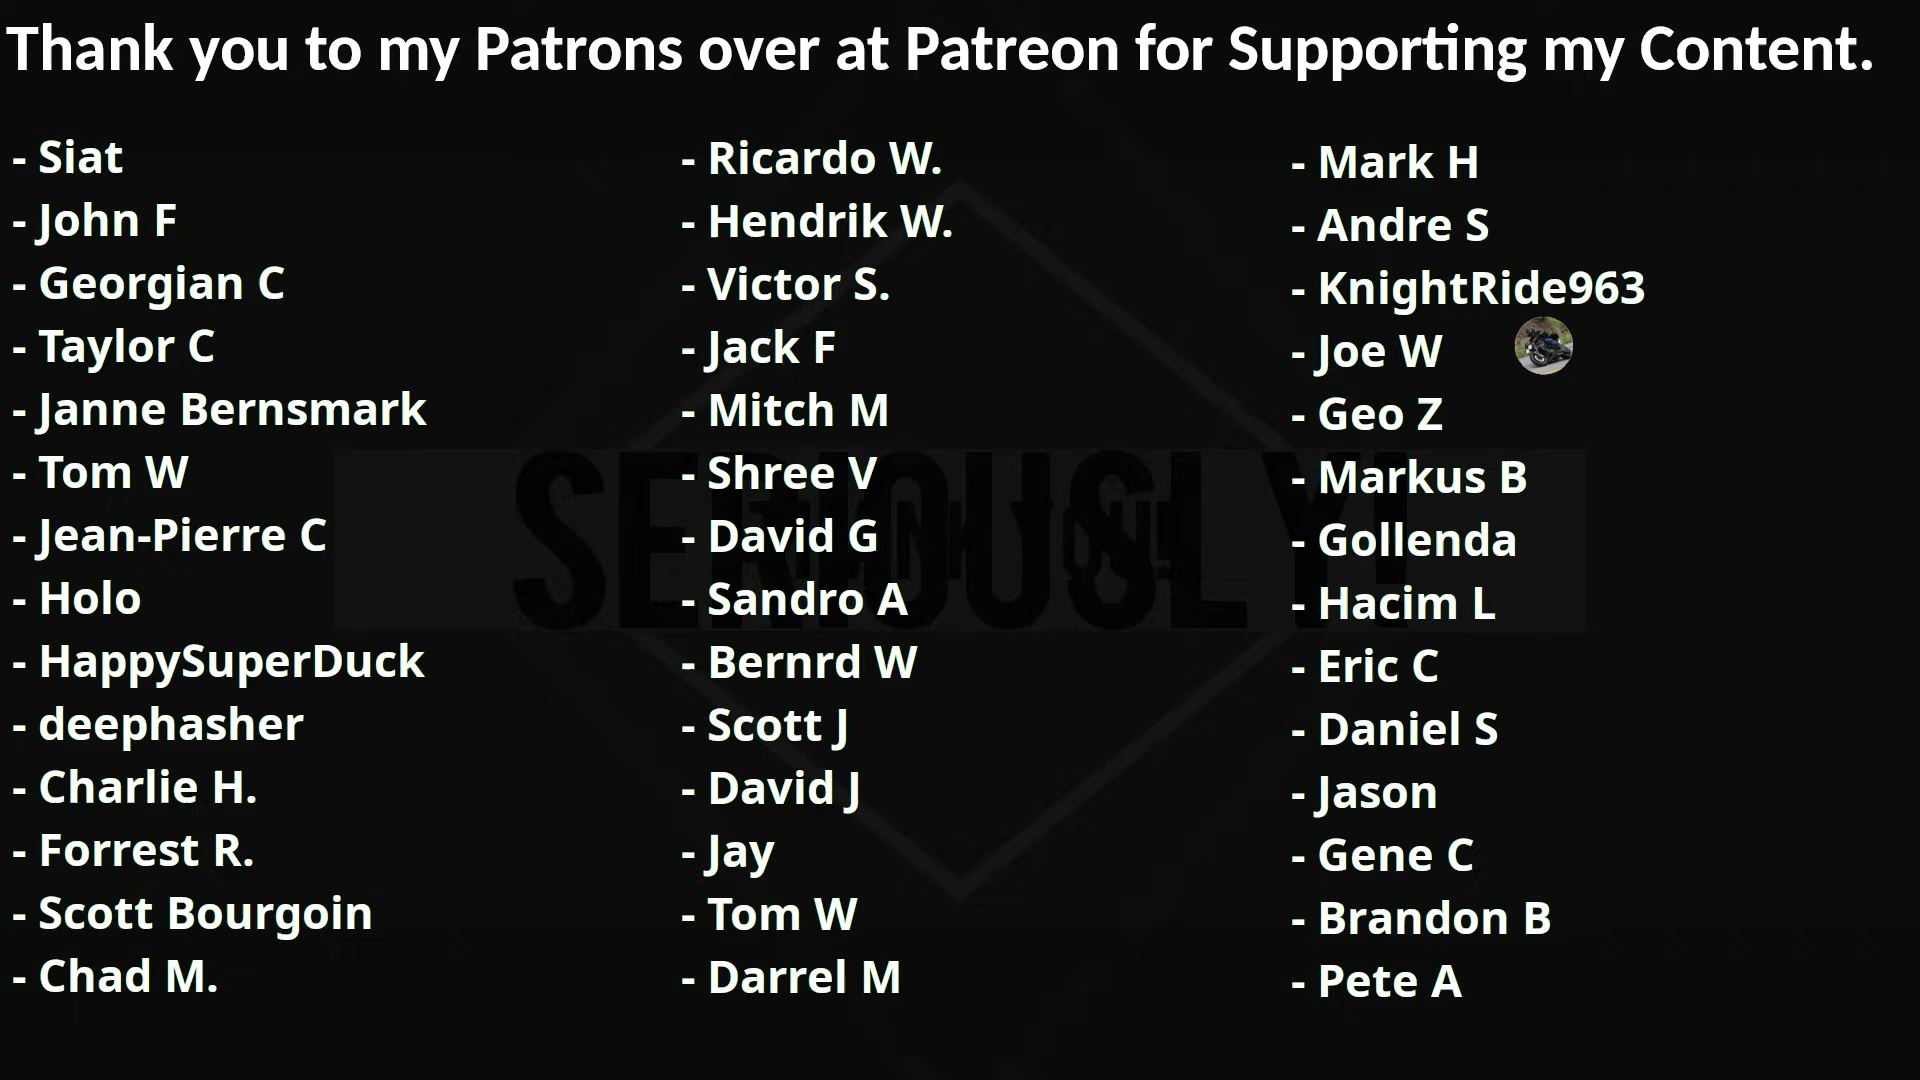 Thank you to my Patrons over at Patreon for Supporting my Content.
- Siat
- John F
- Georgian C
- Taylor C
- Janne Bernsmark
- Tom W
- Jean-Pierre C
- Holo
- HappySuperDuck
- deephasher
- Charlie H.
- Forrest R.
- Scott Bourgoin
- Chad M.
- Ricardo W.
- Hendrik W.
- Victor S.
- Jack F
- Mitch M
- Shree V
- David G
- Sandro A
- Bernrd W
- Scott J
- David J
- Jay
- Tom W
- Darrel M
- Mark H
- Andre S
- KnightRide963
- Joe W
- Geo Z
- Markus B
- Gollenda
- Hacim L
- Eric C
- Daniel S
- Jason
- Gene C
- Brandon B
- Pete A
SERIOUSLY!